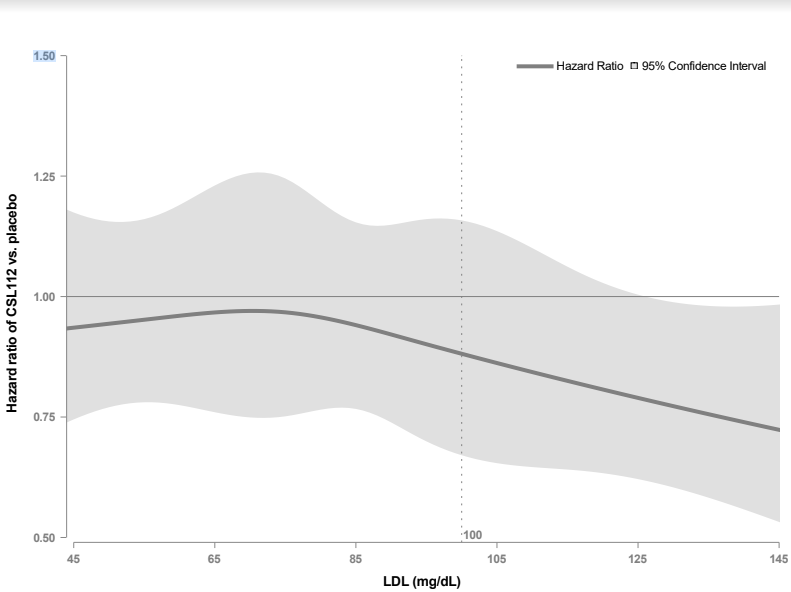 1.50
Hazard Ratio 95% Confidence Interval
1.25
1.00
0.75
0.50
Hazard ratio of CSL112 vs. placebo
100
45 65 85 105 125 145
LDL (mg/dL)